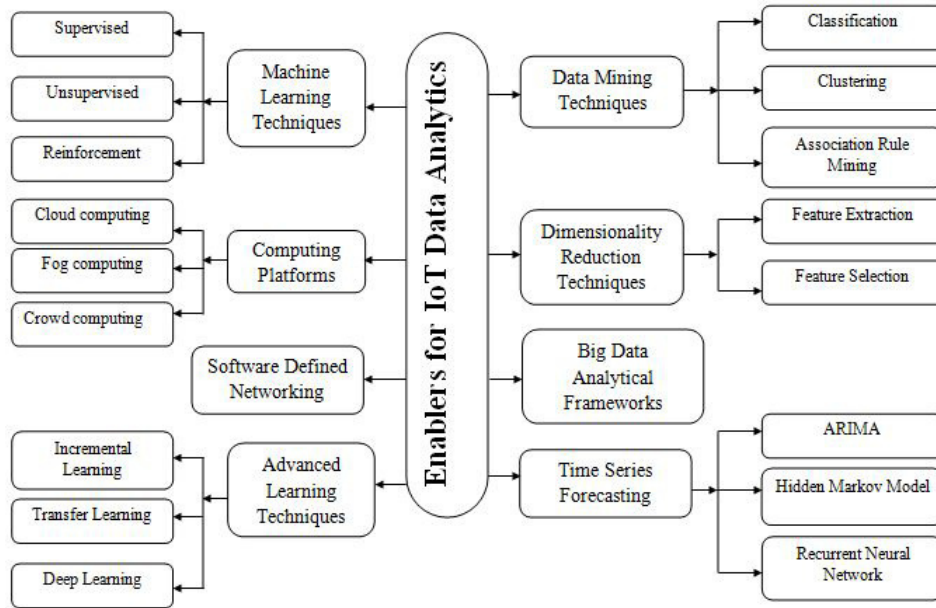 Supervised
Unsupervised
Reinforcement
Machine
Learning
Techniques
Cloud computing
Fog computing
Crowd computing
Computing
Platforms
Software Defined
Networking
Incremental
Learning
Transfer Learning
Deep Learning
Advanced
Learning
Techniques
Enablers for IoT Data Analytics
Data Mining
Techniques
Classification
Clustering
Association Rule
Mining
Dimensionality
Reduction
Techniques
Feature Extraction
Feature Selection
Big Data
Analytical
Frameworks
Time Series
Forecasting
ARIMA
Hidden Markov Model
Recurrent Neural
Network